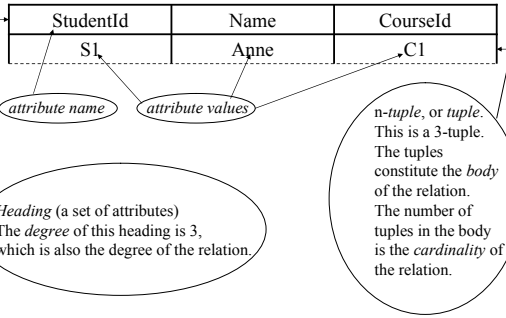 StudentId Name CourseId
S1 Anne C1
attribute name
attribute values
n-tuple, or tuple.
This is a 3-tuple.
The tuples
constitute the body
of the relation.
The number of
tuples in the body
is the cardinality of
the relation.
Heading (a set of attributes)
The degree of this heading is 3,
which is also the degree of the relation.